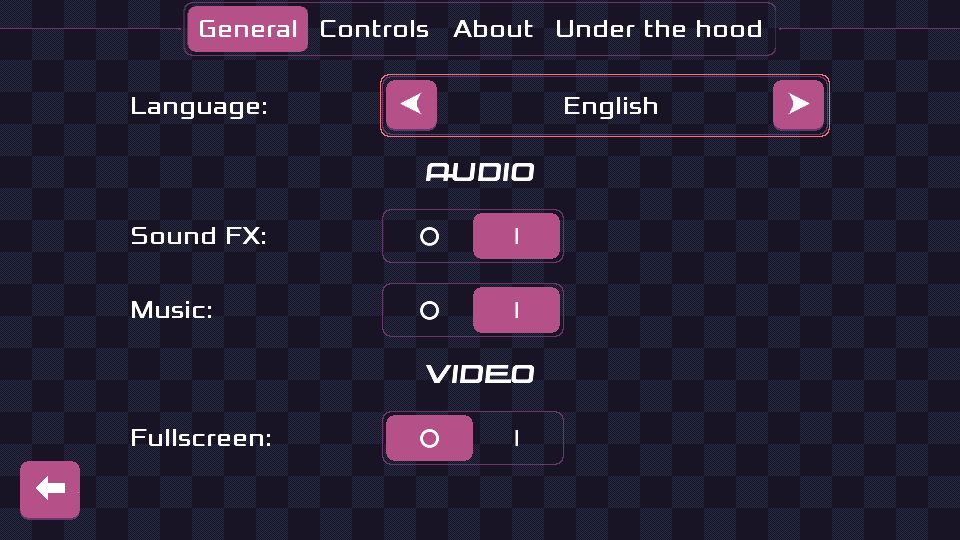 General Controls About Under the hood
Language: English
AUDIO
Sound FX: O I
Music: O I
VIDEO
Fullscreen: O I